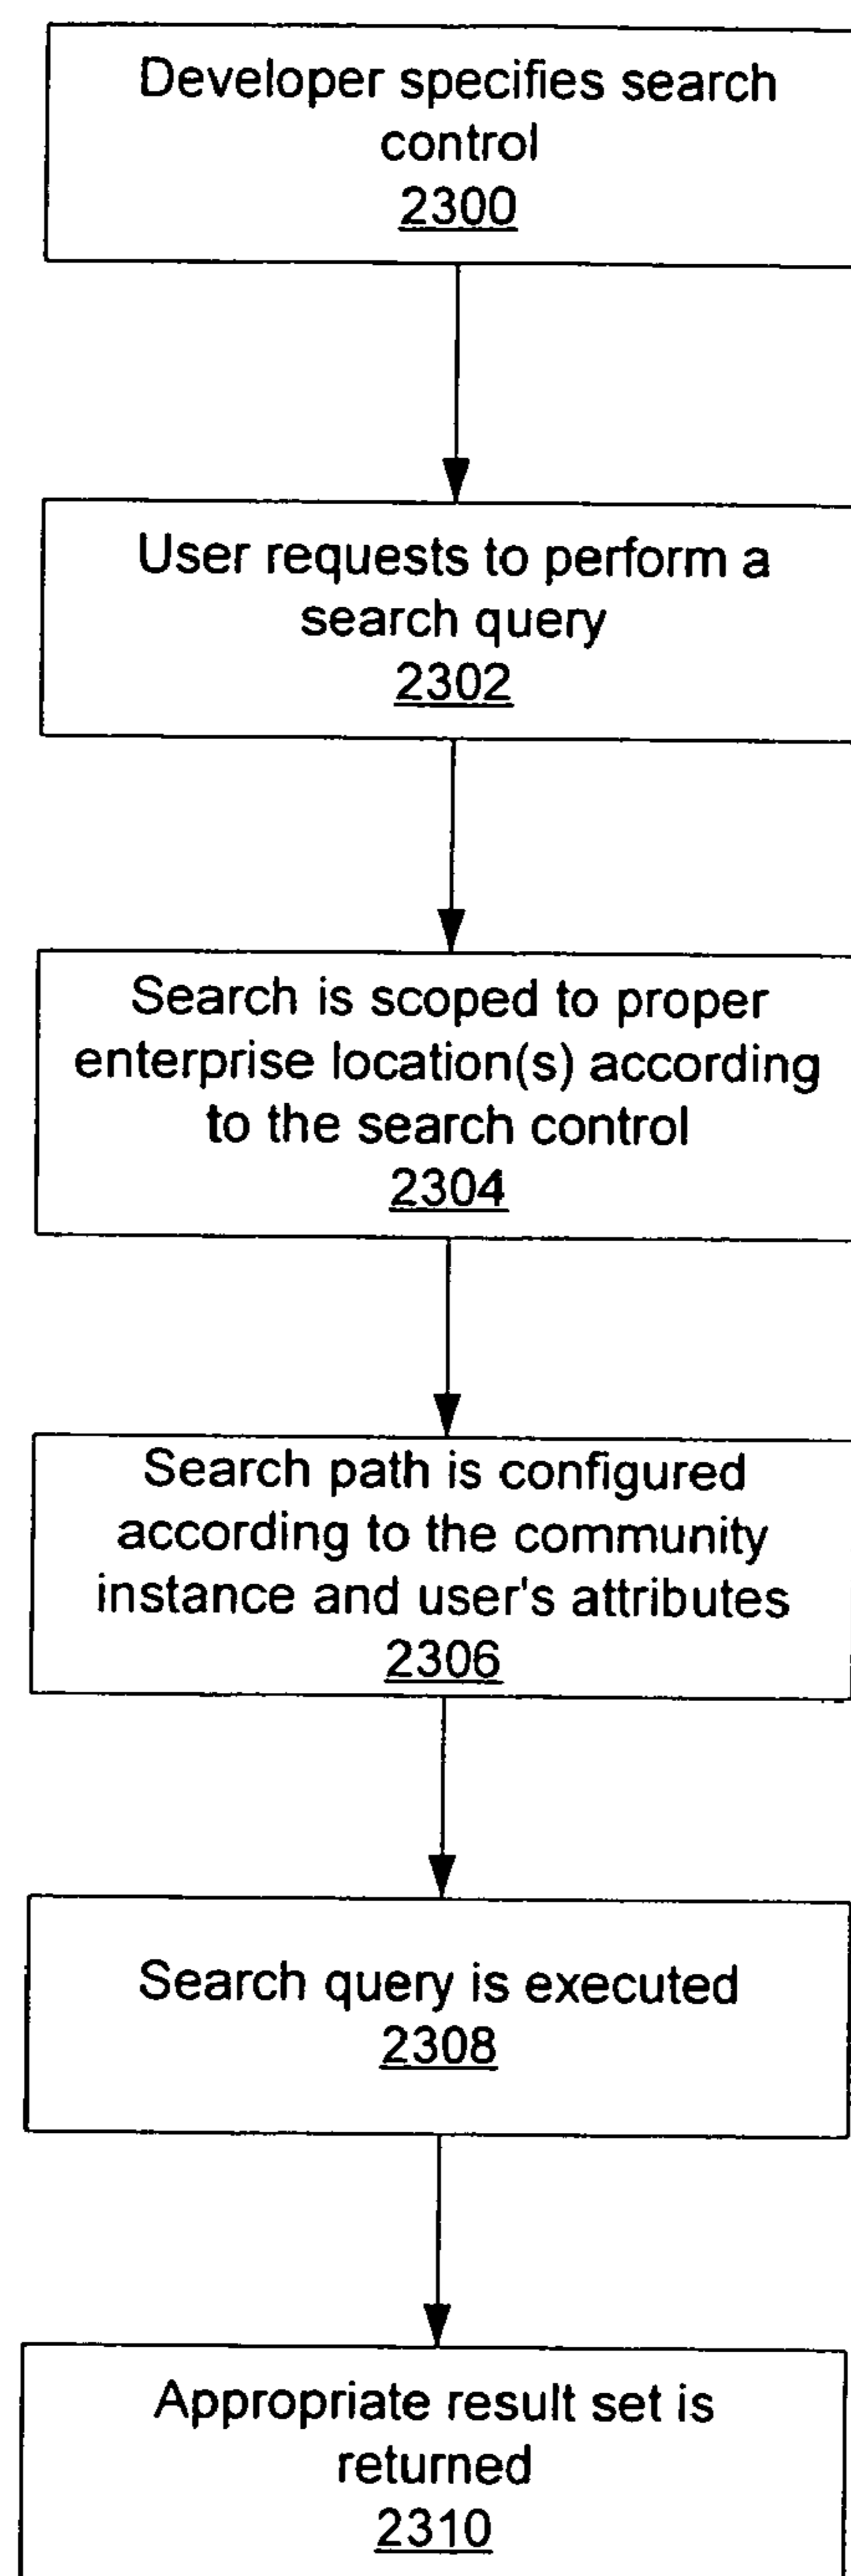 Developer specifies search
control
2300
User requests to perform a
search query
2302
Search is scoped to proper
enterprise location(s) according
to the search control
2304
Search path is configured
according to the community
instance and user's attributes
2306
Search query is executed
2308
Appropriate result set is
returned
2310